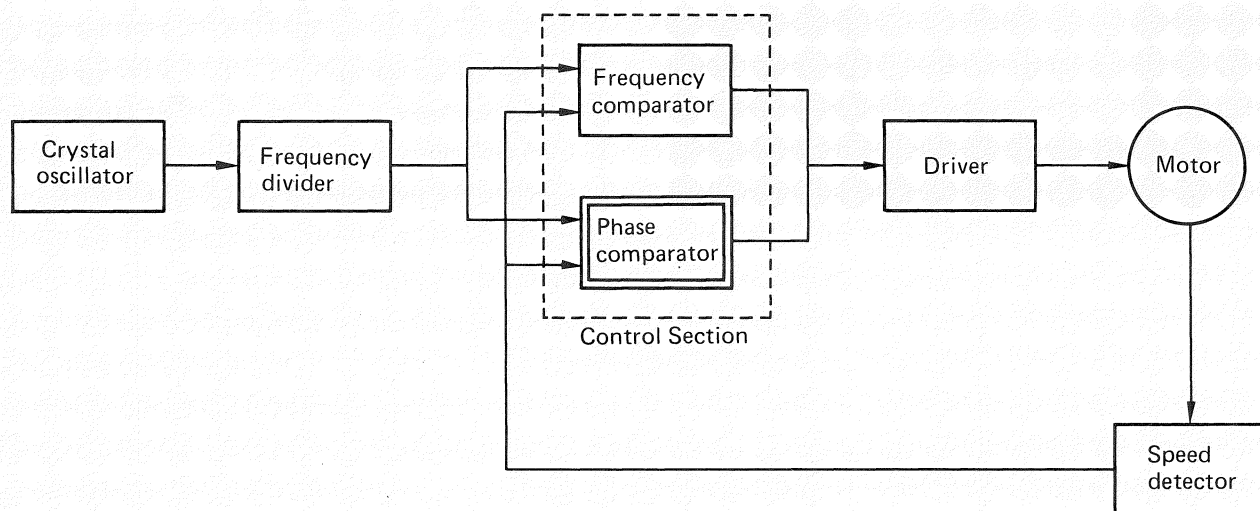 Crystal
oscillator
Frequency
divider
Frequency
comparator
Phase
comparator
Control Section
Driver
Motor
Speed
detector